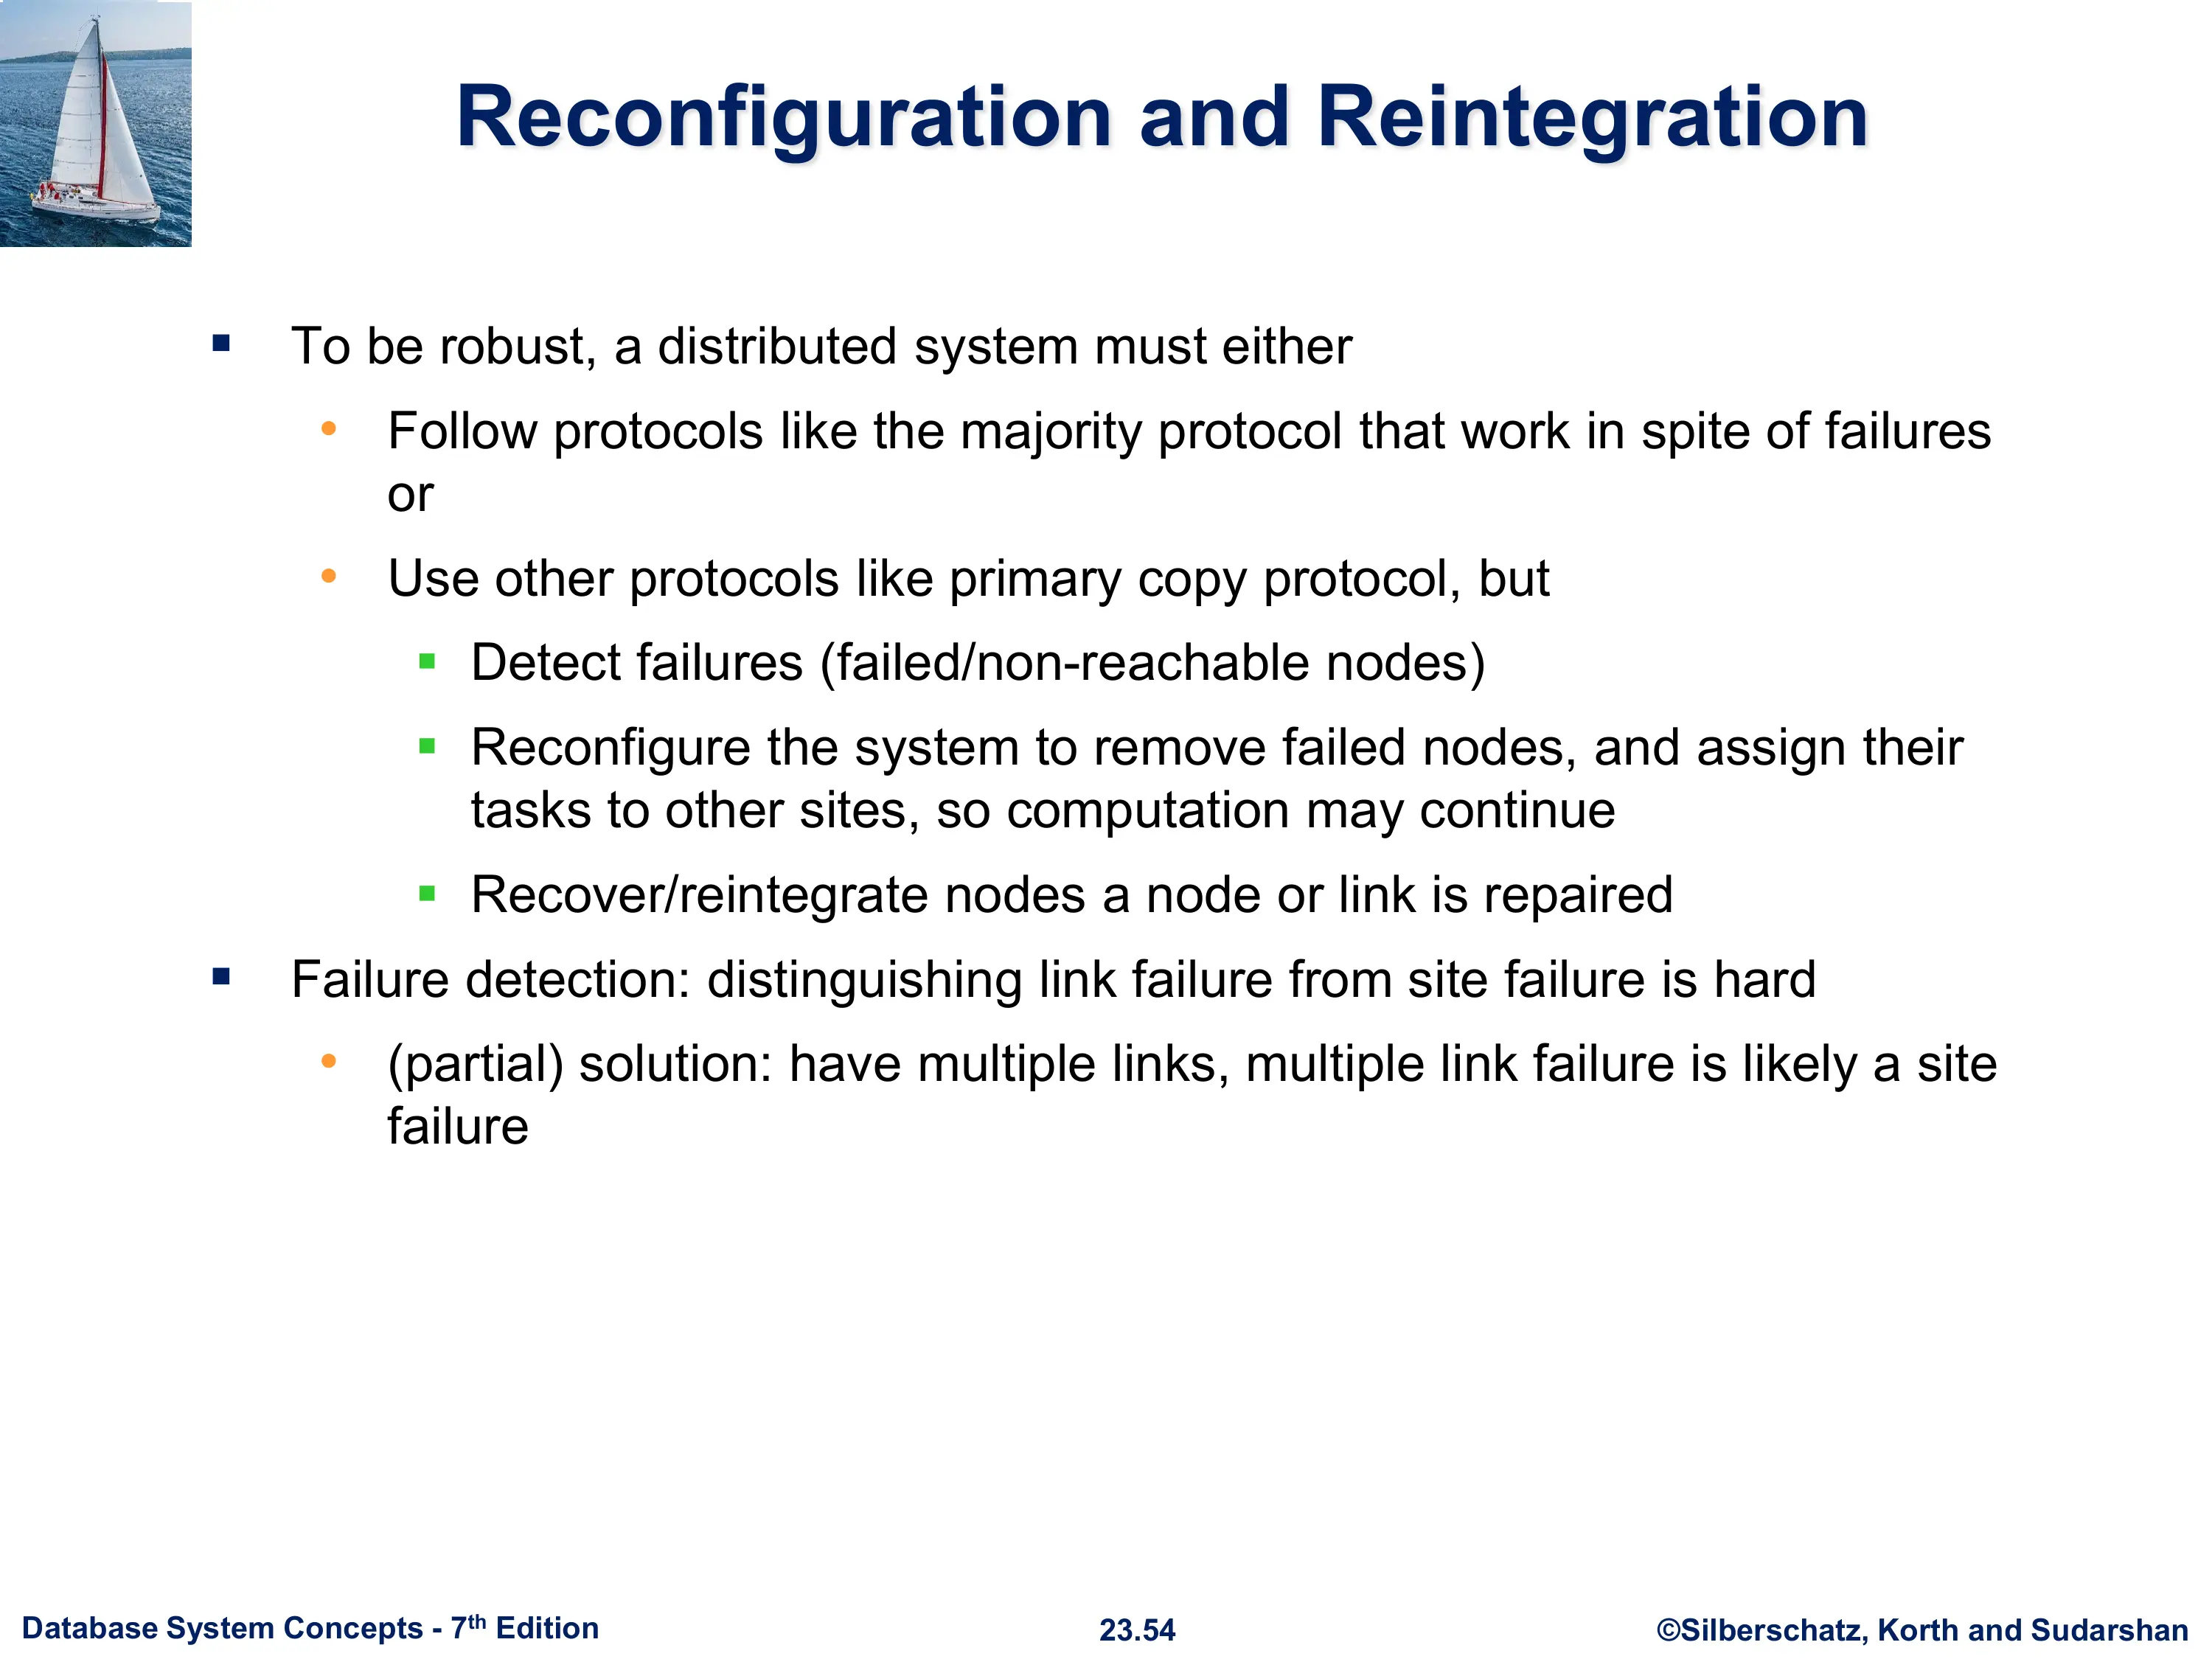 Reconfiguration and Reintegration
▪ To be robust, a distributed system must either
• Follow protocols like the majority protocol that work in spite of failures
or
• Use other protocols like primary copy protocol, but
▪ Detect failures (failed/non-reachable nodes)
▪ Reconfigure the system to remove failed nodes, and assign their
tasks to other sites, so computation may continue
▪ Recover/reintegrate nodes a node or link is repaired
▪ Failure detection: distinguishing link failure from site failure is hard
• (partial) solution: have multiple links, multiple link failure is likely a site
failure
Database System Concepts - 7th Edition
23.54
©Silberschatz, Korth and Sudarshan